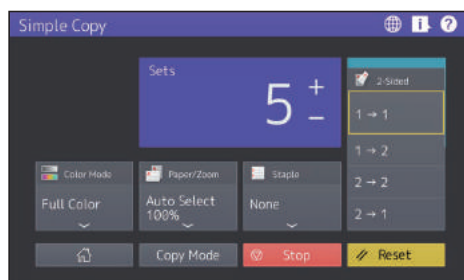 Simple Copy
Sets
5 + -
2-Sided
1 → 1
1 → 2
2 → 2
2 → 1
Color Mode
Full Color
Paper/Zoom
Auto Select
100%
Staple
None
Copy Mode
Stop
Reset